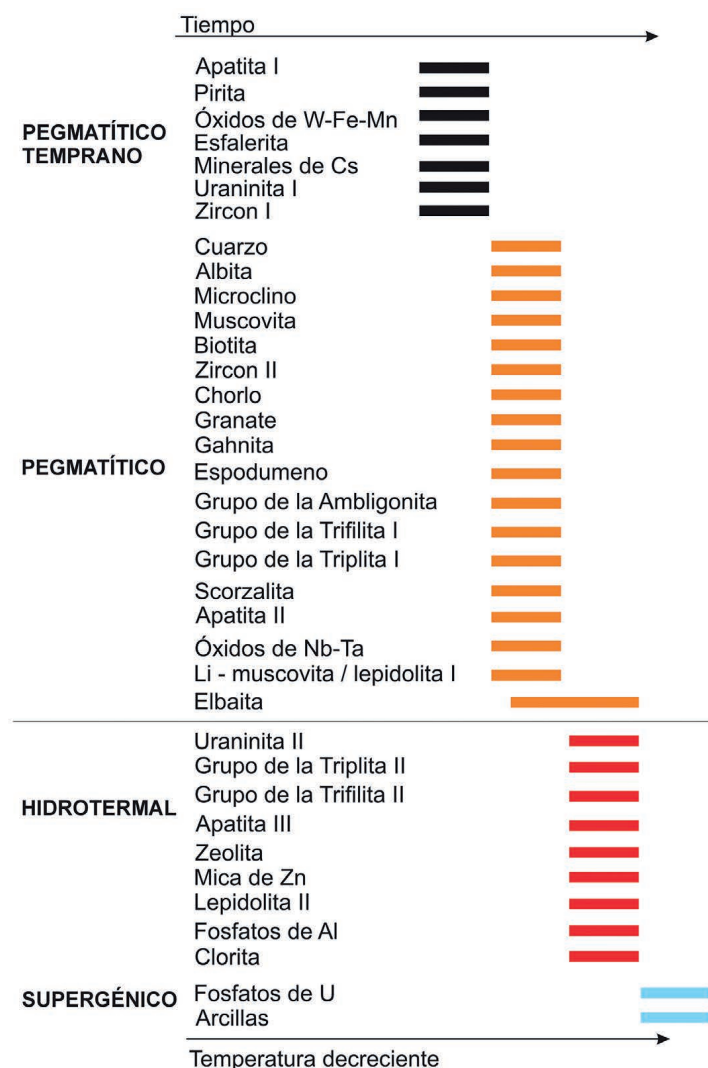 Tiempo
Apatita I
Pirita
Óxidos de W-Fe-Mn
PEGMATÍTICO
TEMPRANO
Esfalerita
Minerales de Cs
Uraninita I
Zircon I
Cuarzo
Albita
Microclino
Muscovita
Biotita
Zircon II
Chorlo
Granate
Gahnita
PEGMATÍTICO
Espodumeno
Grupo de la Ambligonita
Grupo de la Trifilita I
Grupo de la Triplita I
Scorzalita
Apatita II
Óxidos de Nb-Ta
Li - muscovita / lepidolita I
Elbaita
Uraninita II
Grupo de la Triplita II
Grupo de la Trifilita II
HIDROTERMAL
Apatita III
Zeolita
Mica de Zn
Lepidolita II
Fosfatos de Al
Clorita
SUPERGÉNICO
Fosfatos de U
Arcillas
Temperatura decreciente